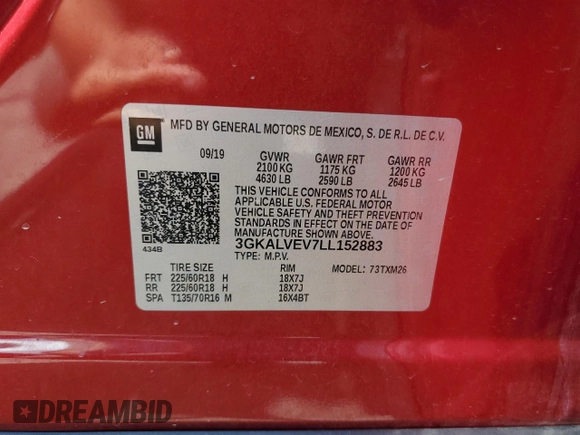 GM
MFD BY GENERAL MOTORS DE MEXICO, S. DE R.L. DE C.V.
09/19 GVWR GAWR FRT GAWR RR
2100 KG 1175 KG 1200 KG
4630 LB 2590 LB 2645 LB
THIS VEHICLE CONFORMS TO ALL
APPLICABLE U.S. FEDERAL MOTOR
VEHICLE SAFETY AND THEFT PREVENTION
STANDARDS IN EFFECT ON THE DATE OF
MANUFACTURE SHOWN ABOVE.
434B
3GKALVEV7LL152883
TYPE: M.P.V. MODEL: 73TXM26
TIRE SIZE RIM
FRT 225/60R18 H 18X7J
RR 225/60R18 H 18X7J
SPA T135/70R16 M 16X4BT
DREAMBID